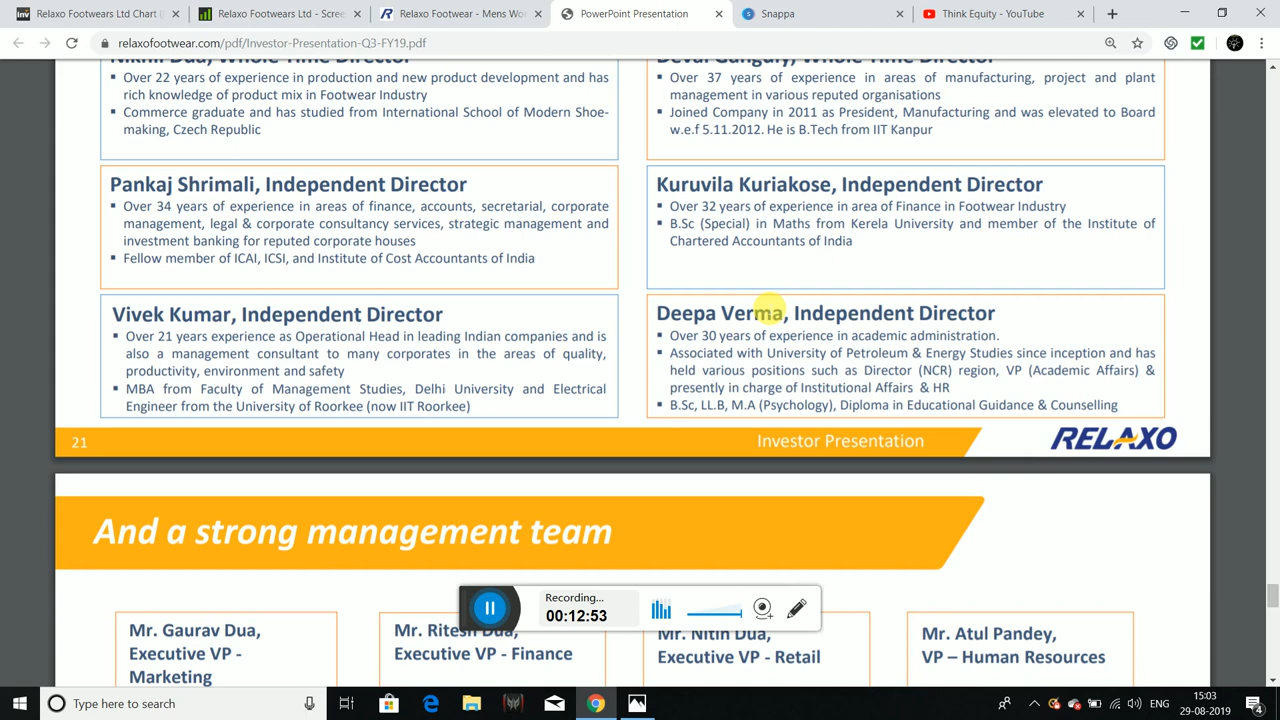 Relaxo Footwears Ltd Chart (
Relaxo Footwears Ltd - Scree
Relaxo Footwear - Mens Wo
PowerPoint Presentation
Snappa
Think Equity - YouTube
relaxofootwear.com/pdf/Investor-Presentation-Q3-FY19.pdf
Nikhil Dua, Whole Time Director
Over 22 years of experience in production and new product development and has
rich knowledge of product mix in Footwear Industry
Commerce graduate and has studied from International School of Modern Shoe-
making, Czech Republic
Deval Ganguly, Whole Time Director
Over 37 years of experience in areas of manufacturing, project and plant
management in various reputed organisations
Joined Company in 2011 as President, Manufacturing and was elevated to Board
w.e.f 5.11.2012. He is B.Tech from IIT Kanpur
Pankaj Shrimali, Independent Director
Over 34 years of experience in areas of finance, accounts, secretarial, corporate
management, legal & corporate consultancy services, strategic management and
investment banking for reputed corporate houses
Fellow member of ICAI, ICSI, and Institute of Cost Accountants of India
Kuruvila Kuriakose, Independent Director
Over 32 years of experience in area of Finance in Footwear Industry
B.Sc (Special) in Maths from Kerela University and member of the Institute of
Chartered Accountants of India
Vivek Kumar, Independent Director
Over 21 years experience as Operational Head in leading Indian companies and is
also a management consultant to many corporates in the areas of quality,
productivity, environment and safety
MBA from Faculty of Management Studies, Delhi University and Electrical
Engineer from the University of Roorkee (now IIT Roorkee)
Deepa Verma, Independent Director
Over 30 years of experience in academic administration.
Associated with University of Petroleum & Energy Studies since inception and has
held various positions such as Director (NCR) region, VP (Academic Affairs) &
presently in charge of Institutional Affairs & HR
B.Sc, LL.B, M.A (Psychology), Diploma in Educational Guidance & Counselling
21
Investor Presentation
RELAXO
And a strong management team
Recording...
00:12:53
Mr. Gaurav Dua,
Executive VP -
Marketing
Mr. Ritesh Dua,
Executive VP - Finance
Mr. Nitin Dua,
Executive VP - Retail
Mr. Atul Pandey,
VP – Human Resources
Type here to search
ENG
15:03
29-08-2019
4